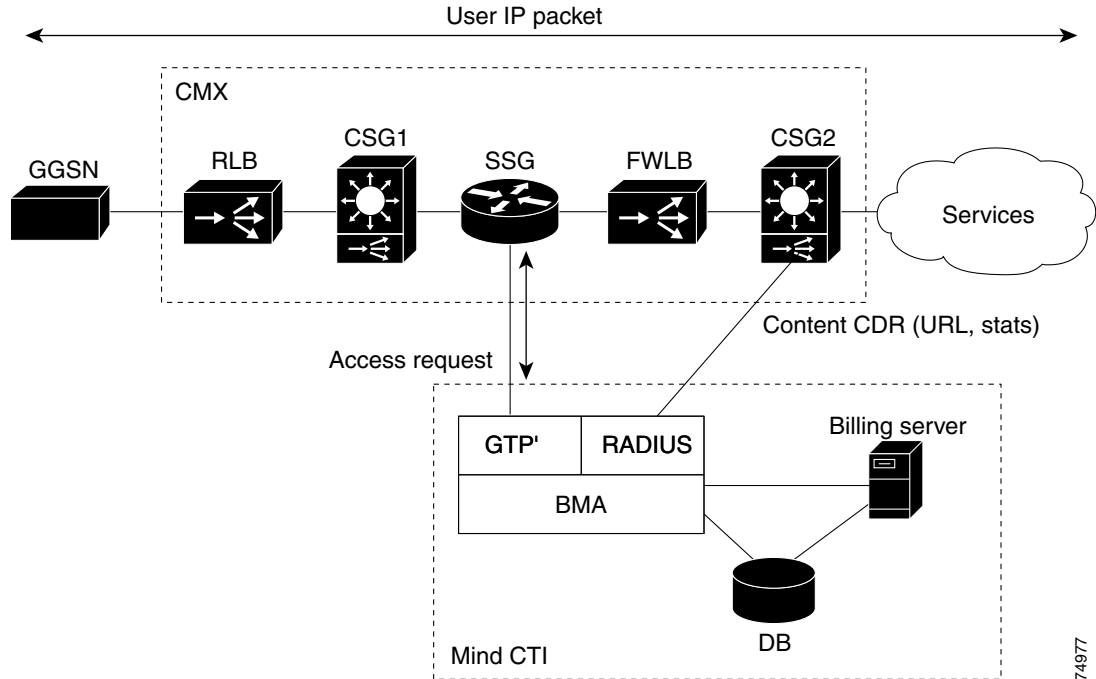 User IP packet
CMX
GGSN
RLB
CSG1
SSG
FWLB
CSG2
Services
Content CDR (URL, stats)
Access request
GTP'
RADIUS
BMA
Billing server
DB
Mind CTI
74977